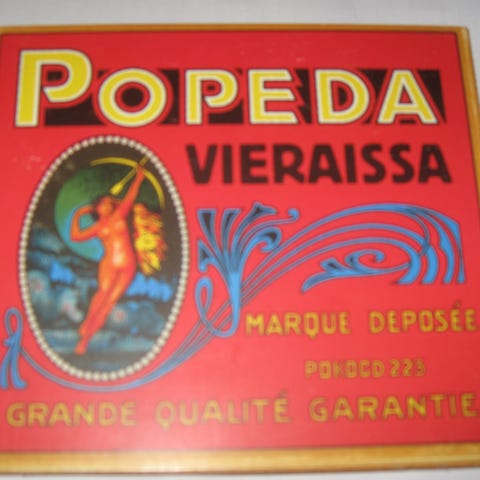 POPEDA
VIERAISSA
MARQUE DEPOSÉE
POKOCD 223
GRANDE QUALITÉ GARANTIE